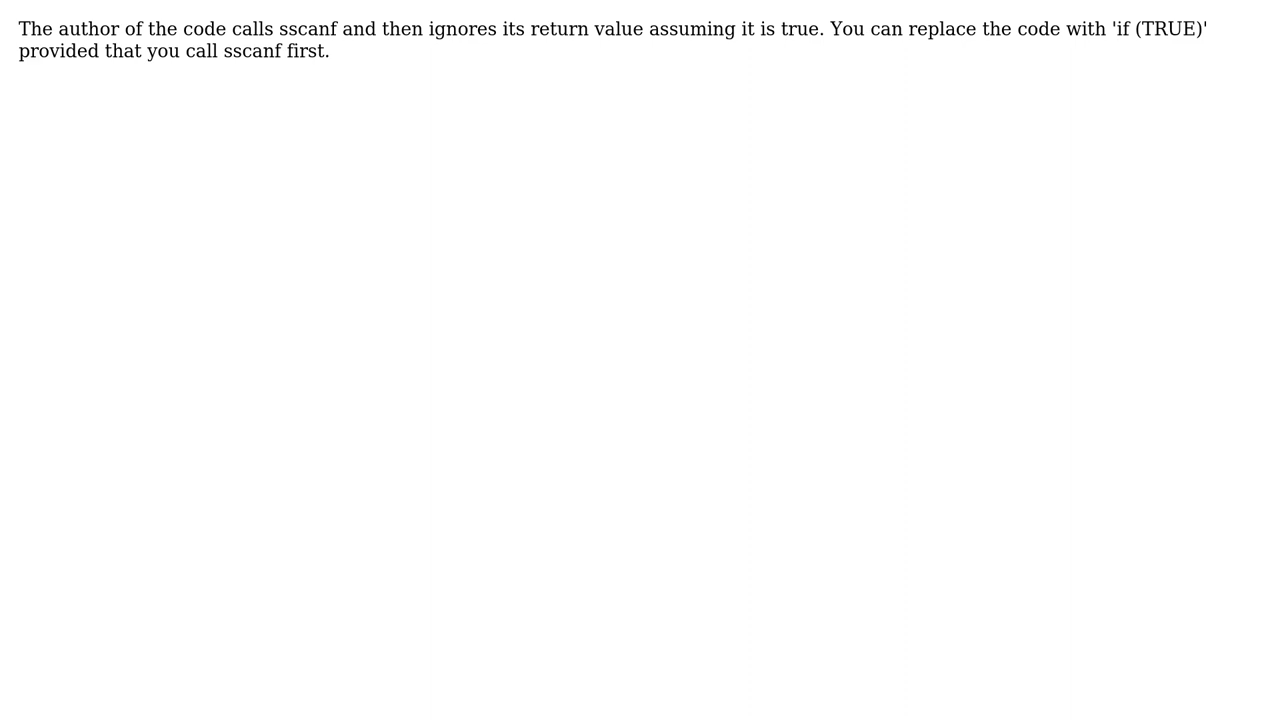 The author of the code calls sscanf and then ignores its return value assuming it is true. You can replace the code with 'if (TRUE)'
provided that you call sscanf first.